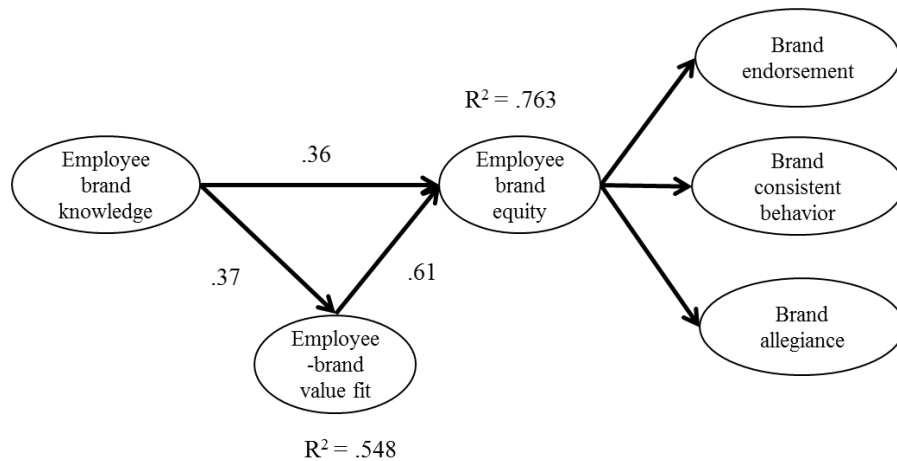 Brand
endorsement
R² = .763
Employee
brand
knowledge
.36
Employee
brand
equity
Brand
consistent
behavior
.37
.61
Employee
-brand
value fit
Brand
allegiance
R² = .548